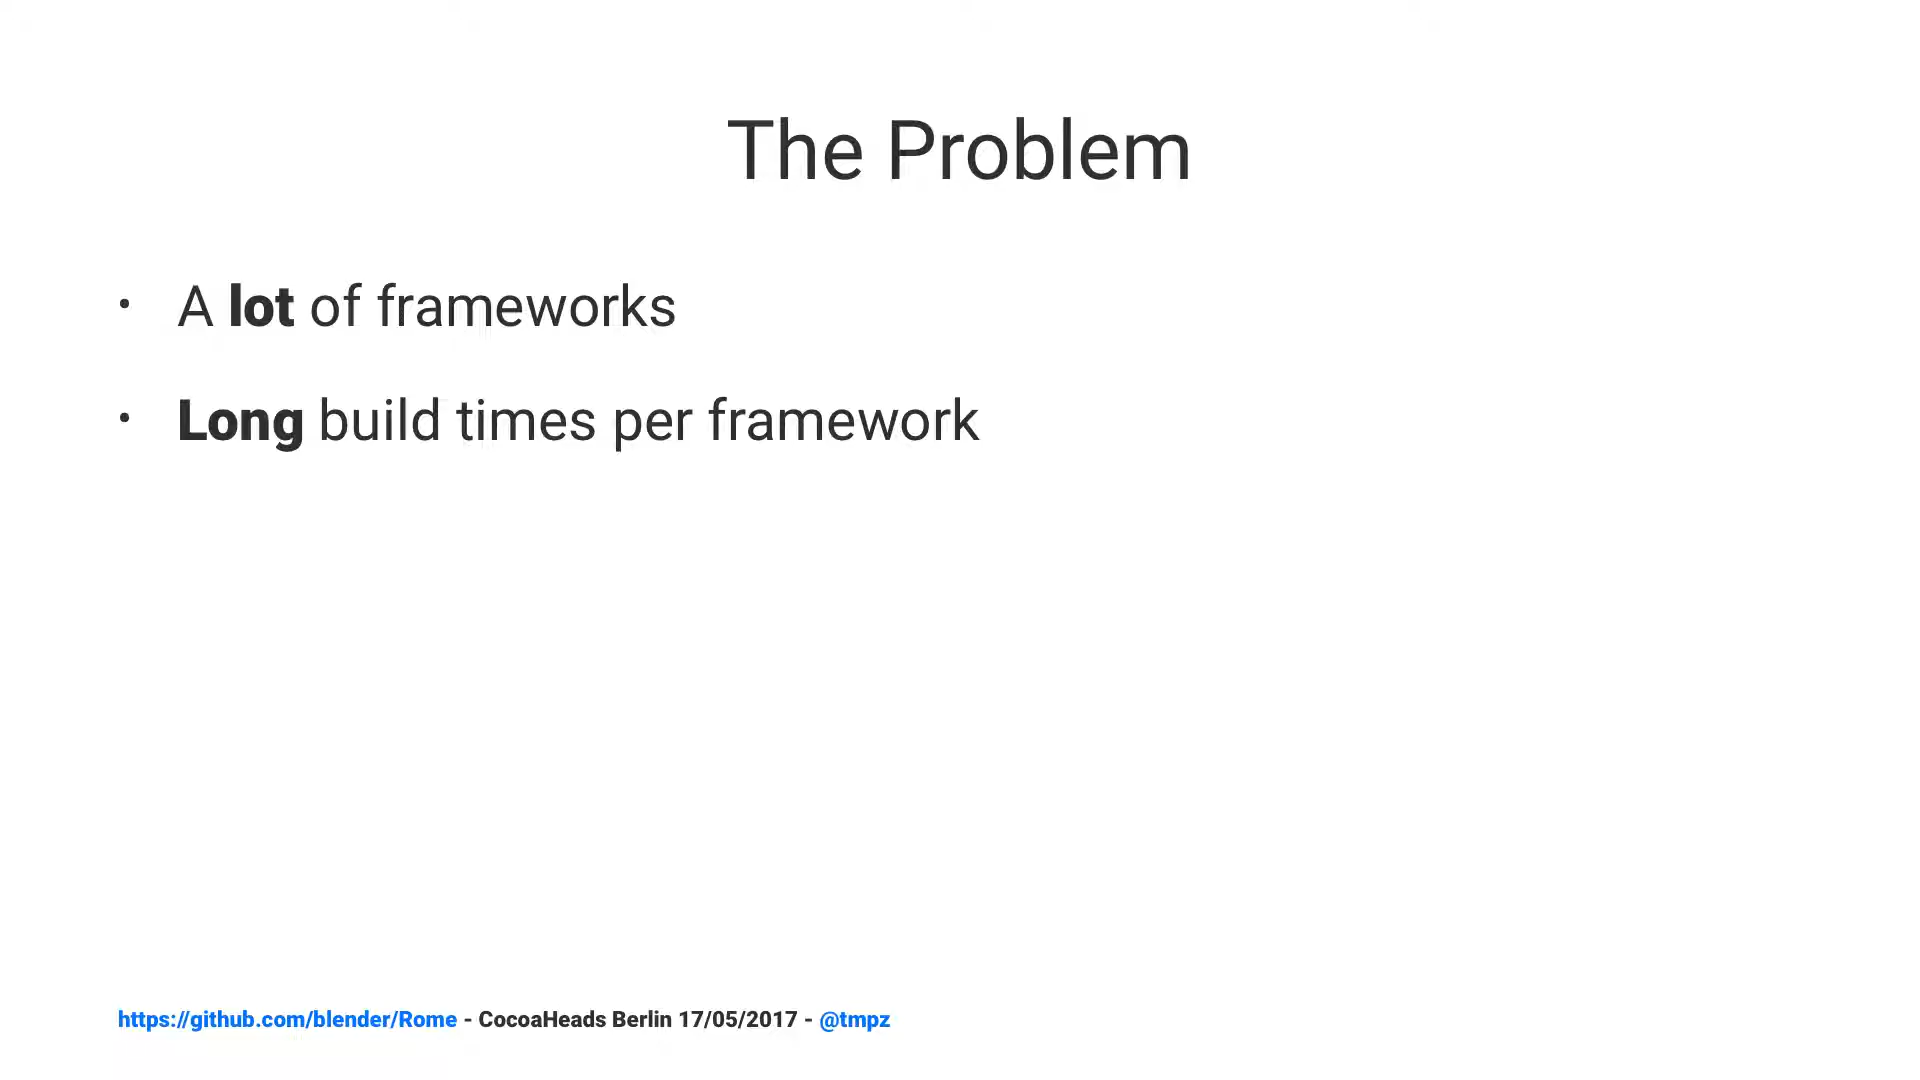 The Problem
• A lot of frameworks
• Long build times per framework
https://github.com/blender/Rome - CocoaHeads Berlin 17/05/2017 - @tmpz